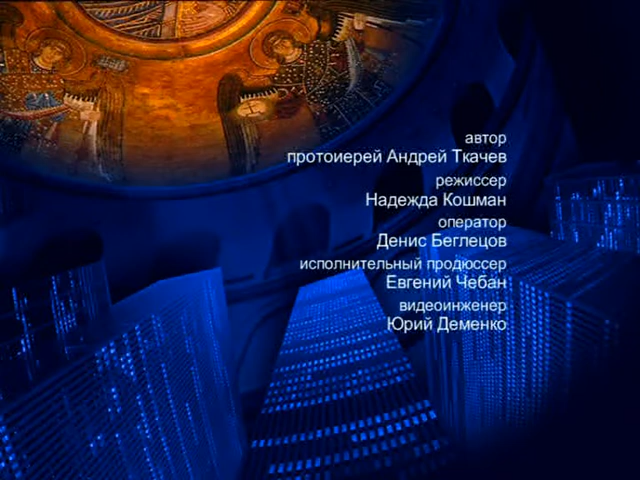 автор
протоиерей Андрей Ткачев
режиссер
Надежда Кошман
оператор
Денис Беглецов
исполнительный продюссер
Евгений Чебан
видеоинженер
Юрий Деменко